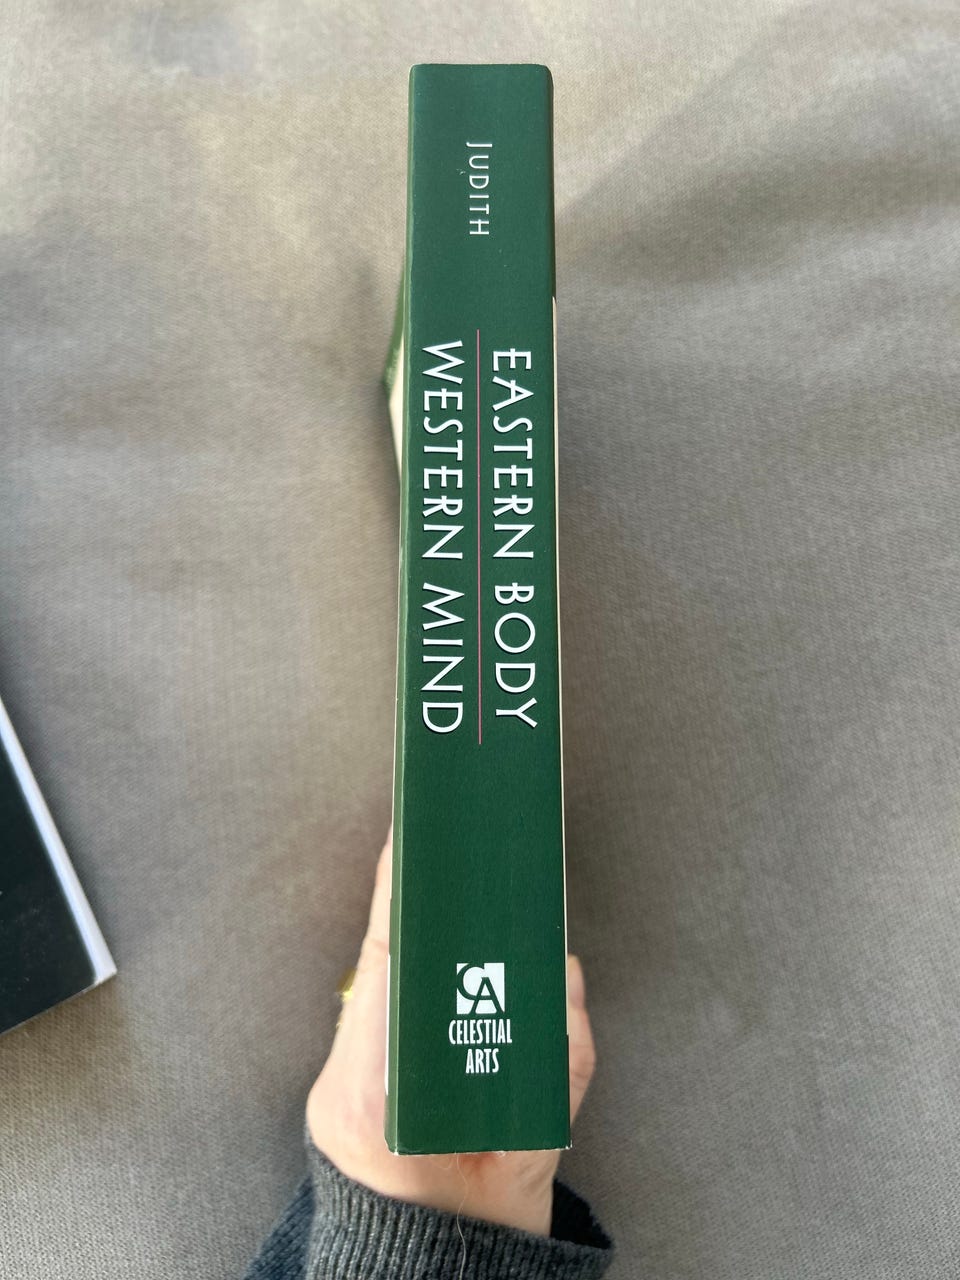 JUDITH
EASTERN BODY
WESTERN MIND
CA
CELESTIAL
ARTS